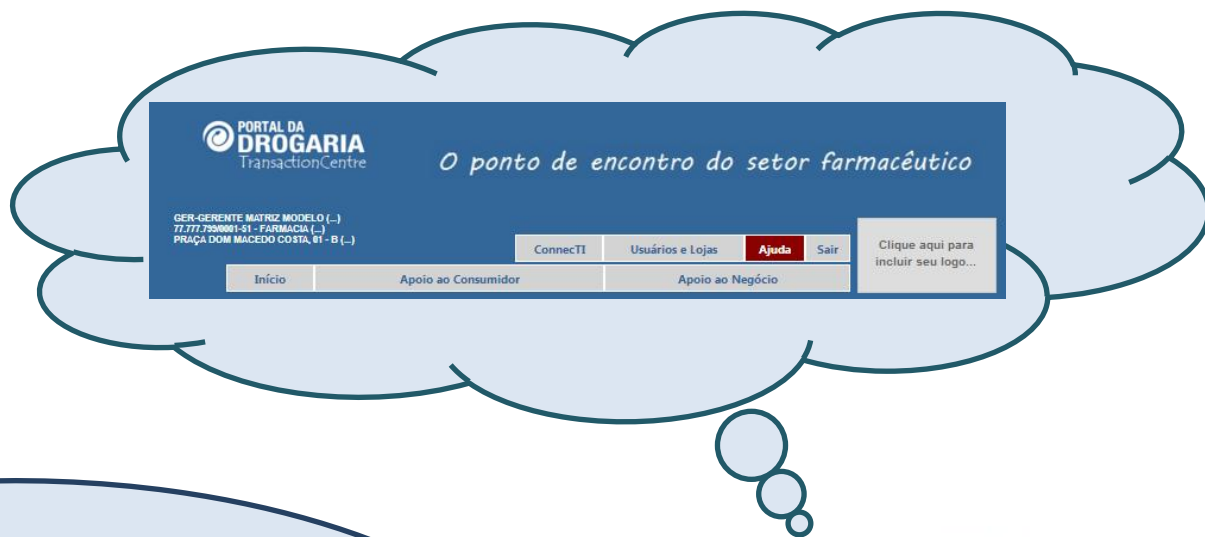 PORTAL DA
DROGARIA
TransactionCentre
O ponto de encontro do setor farmacêutico
GER-GERENTE MATRIZ MODELO (...)
77.777.795/0001-51 - FARMACIA (...)
PRAÇA DOM MACEDO COSTA, 01 - B (...)
ConnecTI Usuários e Lojas Ajuda Sair
Clique aqui para
incluir seu logo...
Início Apoio ao Consumidor Apoio ao Negócio